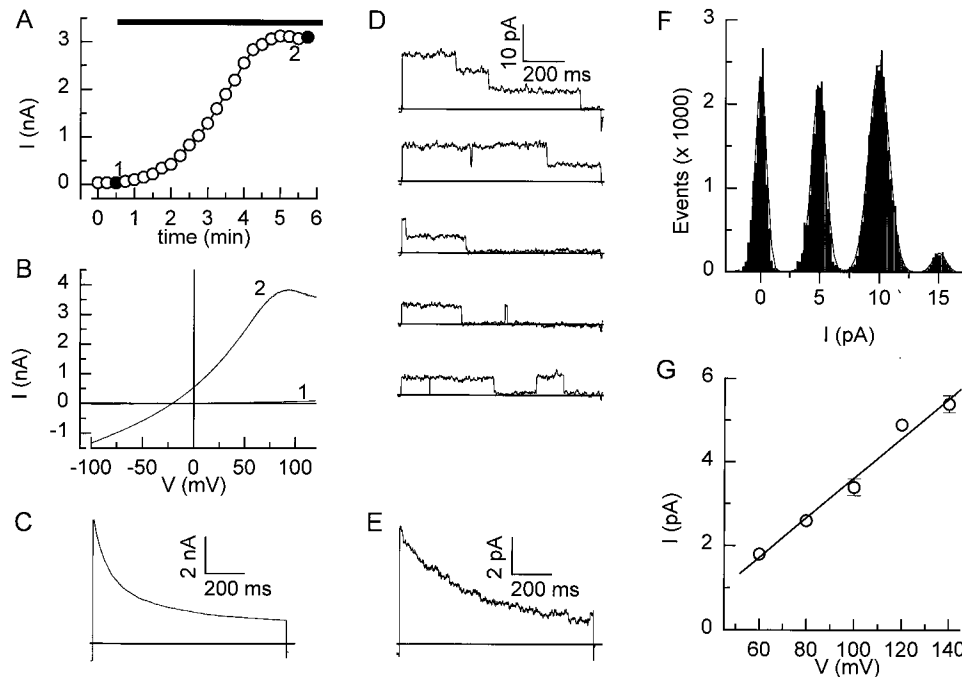 A
I (nA)
3
2
1
0
1
2
0 1 2 3 4 5 6
time (min)
B
I (nA)
4
3
2
1
0
-1
2
1
-100 -50 0 50 100
V (mV)
C
2 nA
200 ms
D
10 pA
200 ms
E
2 pA
200 ms
F
Events (x 1000)
3
2
1
0
0 5 10 15
I (pA)
G
I (pA)
6
4
2
0
60 80 100 120 140
V (mV)